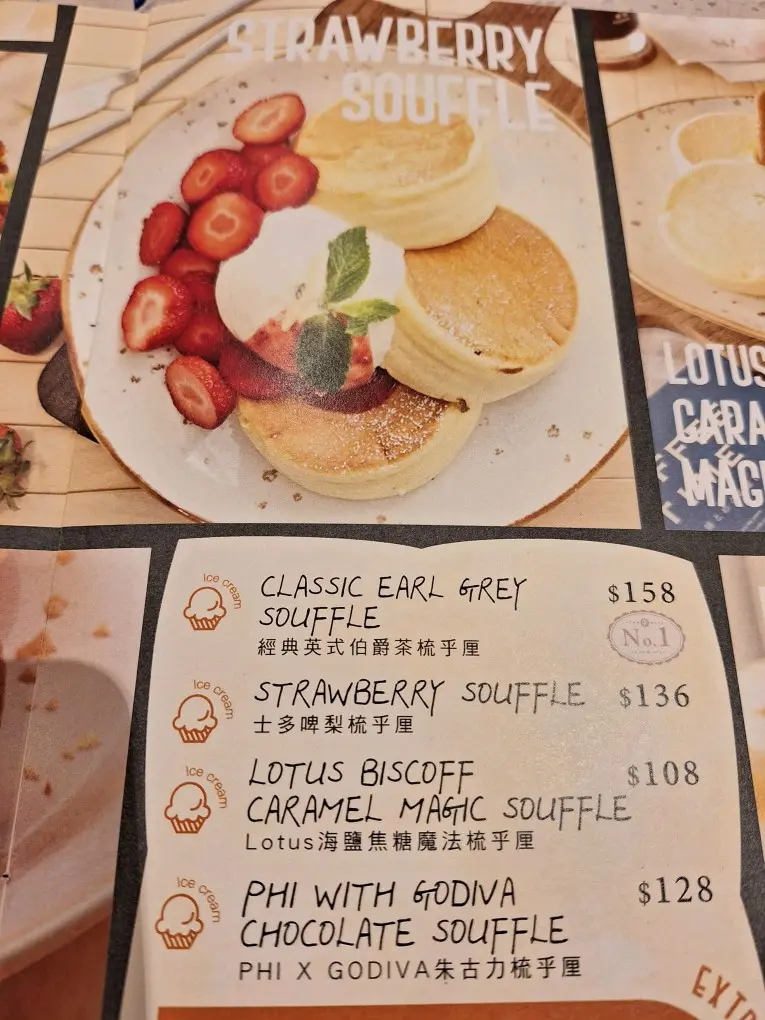 STRAWBERRY
SOUFFLE
LOTUS
Ice cream
CLASSIC EARL GREY
SOUFFLE
$158
經典英式伯爵茶梳乎厘
No.1
Ice cream
STRAWBERRY SOUFFLE $136
士多啤梨梳乎厘
Ice cream
LOTUS BISCOFF
$108
CARAMEL MAGIC SOUFFLE
Lotus海鹽焦糖魔法梳乎厘
Ice cream
PHI WITH GODIVA
$128
CHOCOLATE SOUFFLE
PHI X GODIVA朱古力梳乎厘